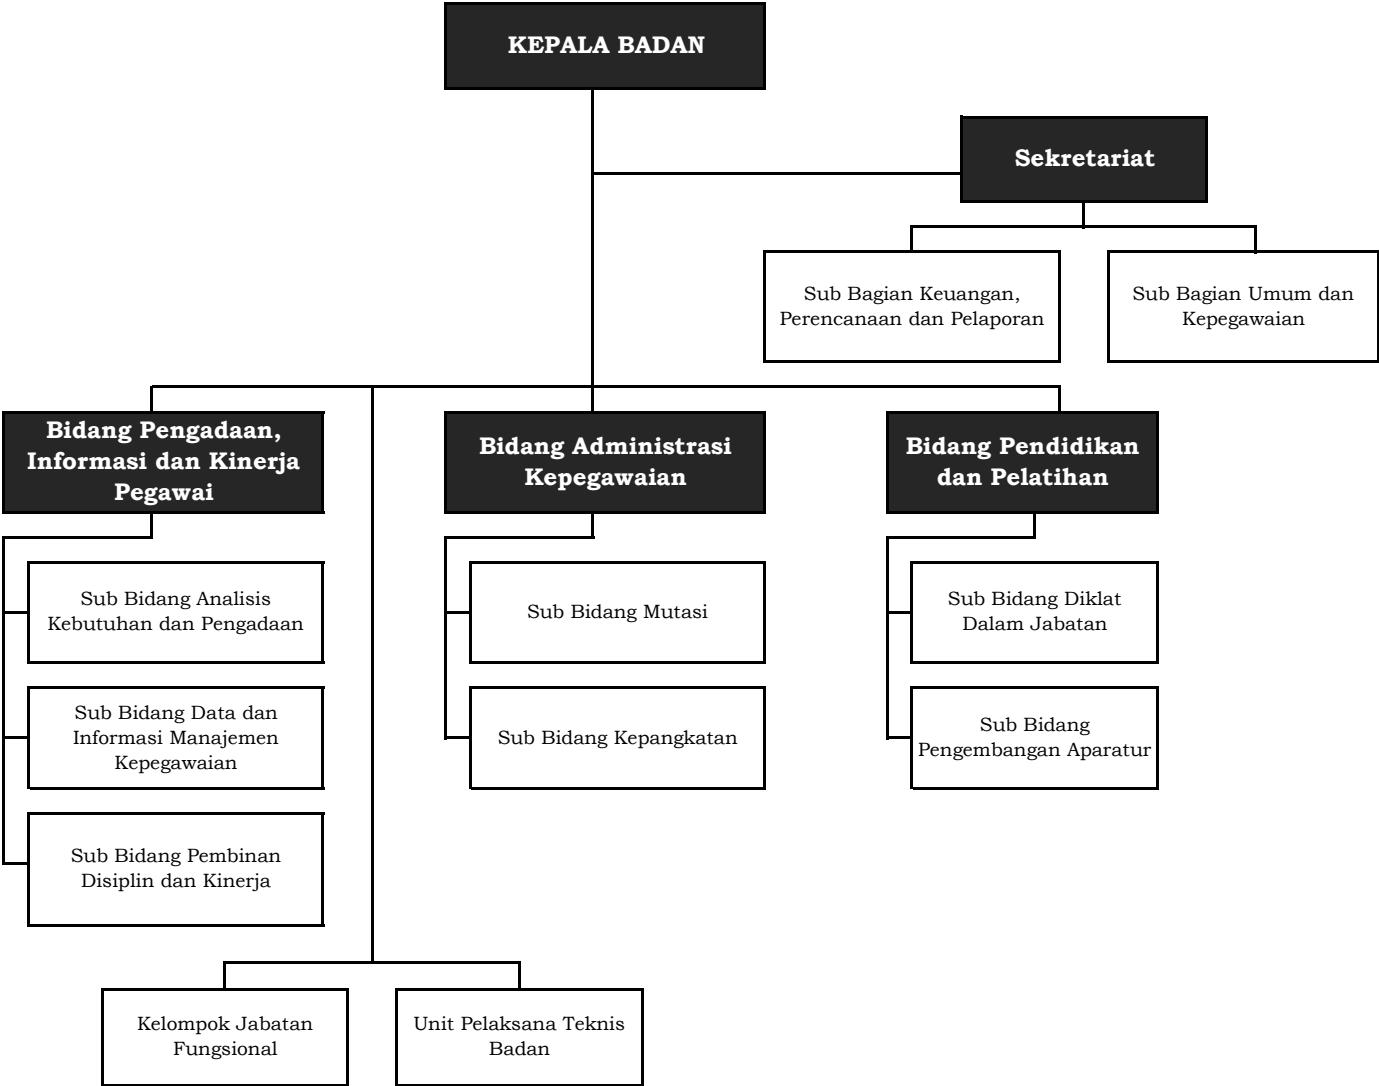 KEPALA BADAN
Sekretariat
Sub Bagian Keuangan,
Perencanaan dan Pelaporan
Sub Bagian Umum dan
Kepegawaian
Bidang Pengadaan,
Informasi dan Kinerja
Pegawai
Bidang Administrasi
Kepegawaian
Bidang Pendidikan
dan Pelatihan
Sub Bidang Analisis
Kebutuhan dan Pengadaan
Sub Bidang Mutasi
Sub Bidang Diklat
Dalam Jabatan
Sub Bidang Data dan
Informasi Manajemen
Kepegawaian
Sub Bidang Kepangkatan
Sub Bidang
Pengembangan Aparatur
Sub Bidang Pembinan
Disiplin dan Kinerja
Kelompok Jabatan
Fungsional
Unit Pelaksana Teknis
Badan